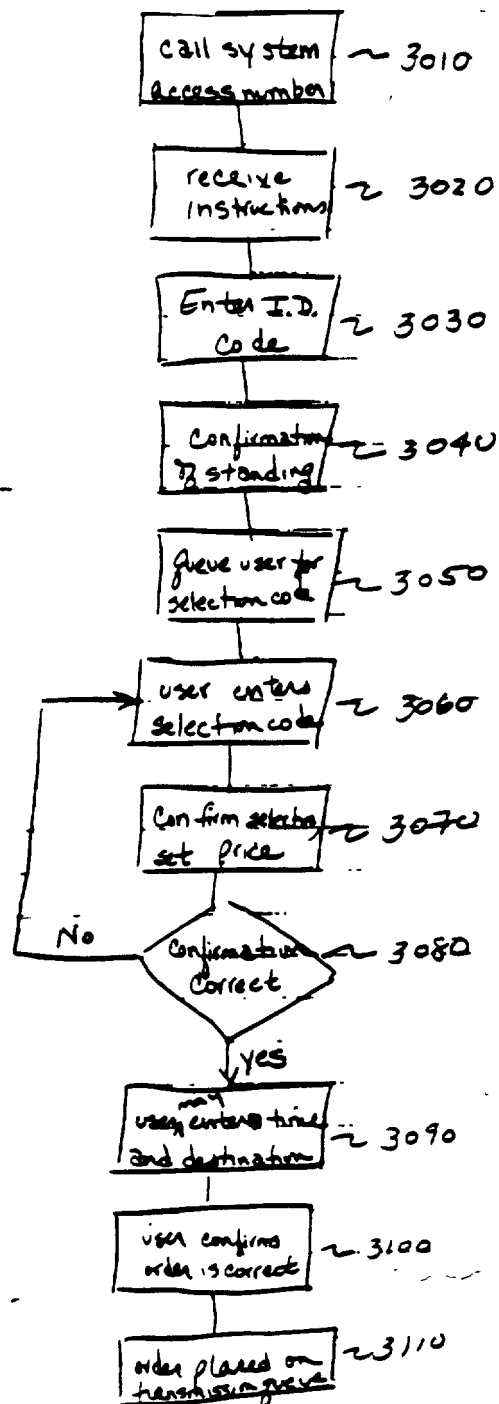 call system
access number
~ 3010
receive
instructions
~ 3020
Enter I.D.
Code
~ 3030
Confirmation
of standing
~ 3040
queue user for
selection code
~ 3050
user enters
selection code
~ 3060
Confirm selection
set price
~ 3070
Confirmation
Correct
~ 3080
No
yes
may
user enters time
and destination
~ 3090
user confirms
order is correct
~ 3100
order placed on
transmission queue
~ 3110